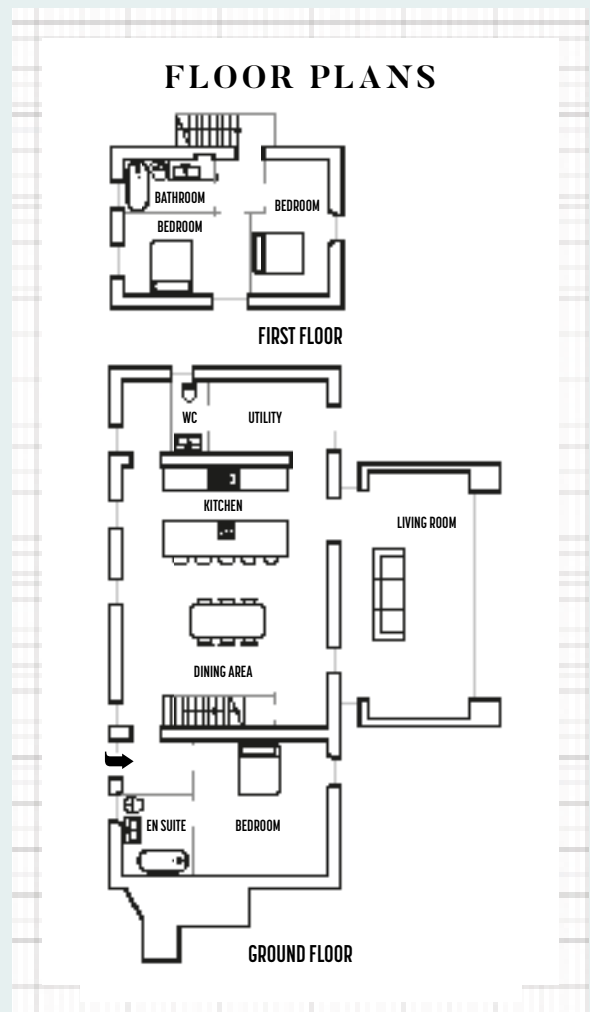 FLOOR PLANS
BATHROOM
BEDROOM
BEDROOM
FIRST FLOOR
WC
UTILITY
KITCHEN
LIVING ROOM
DINING AREA
EN SUITE
BEDROOM
GROUND FLOOR